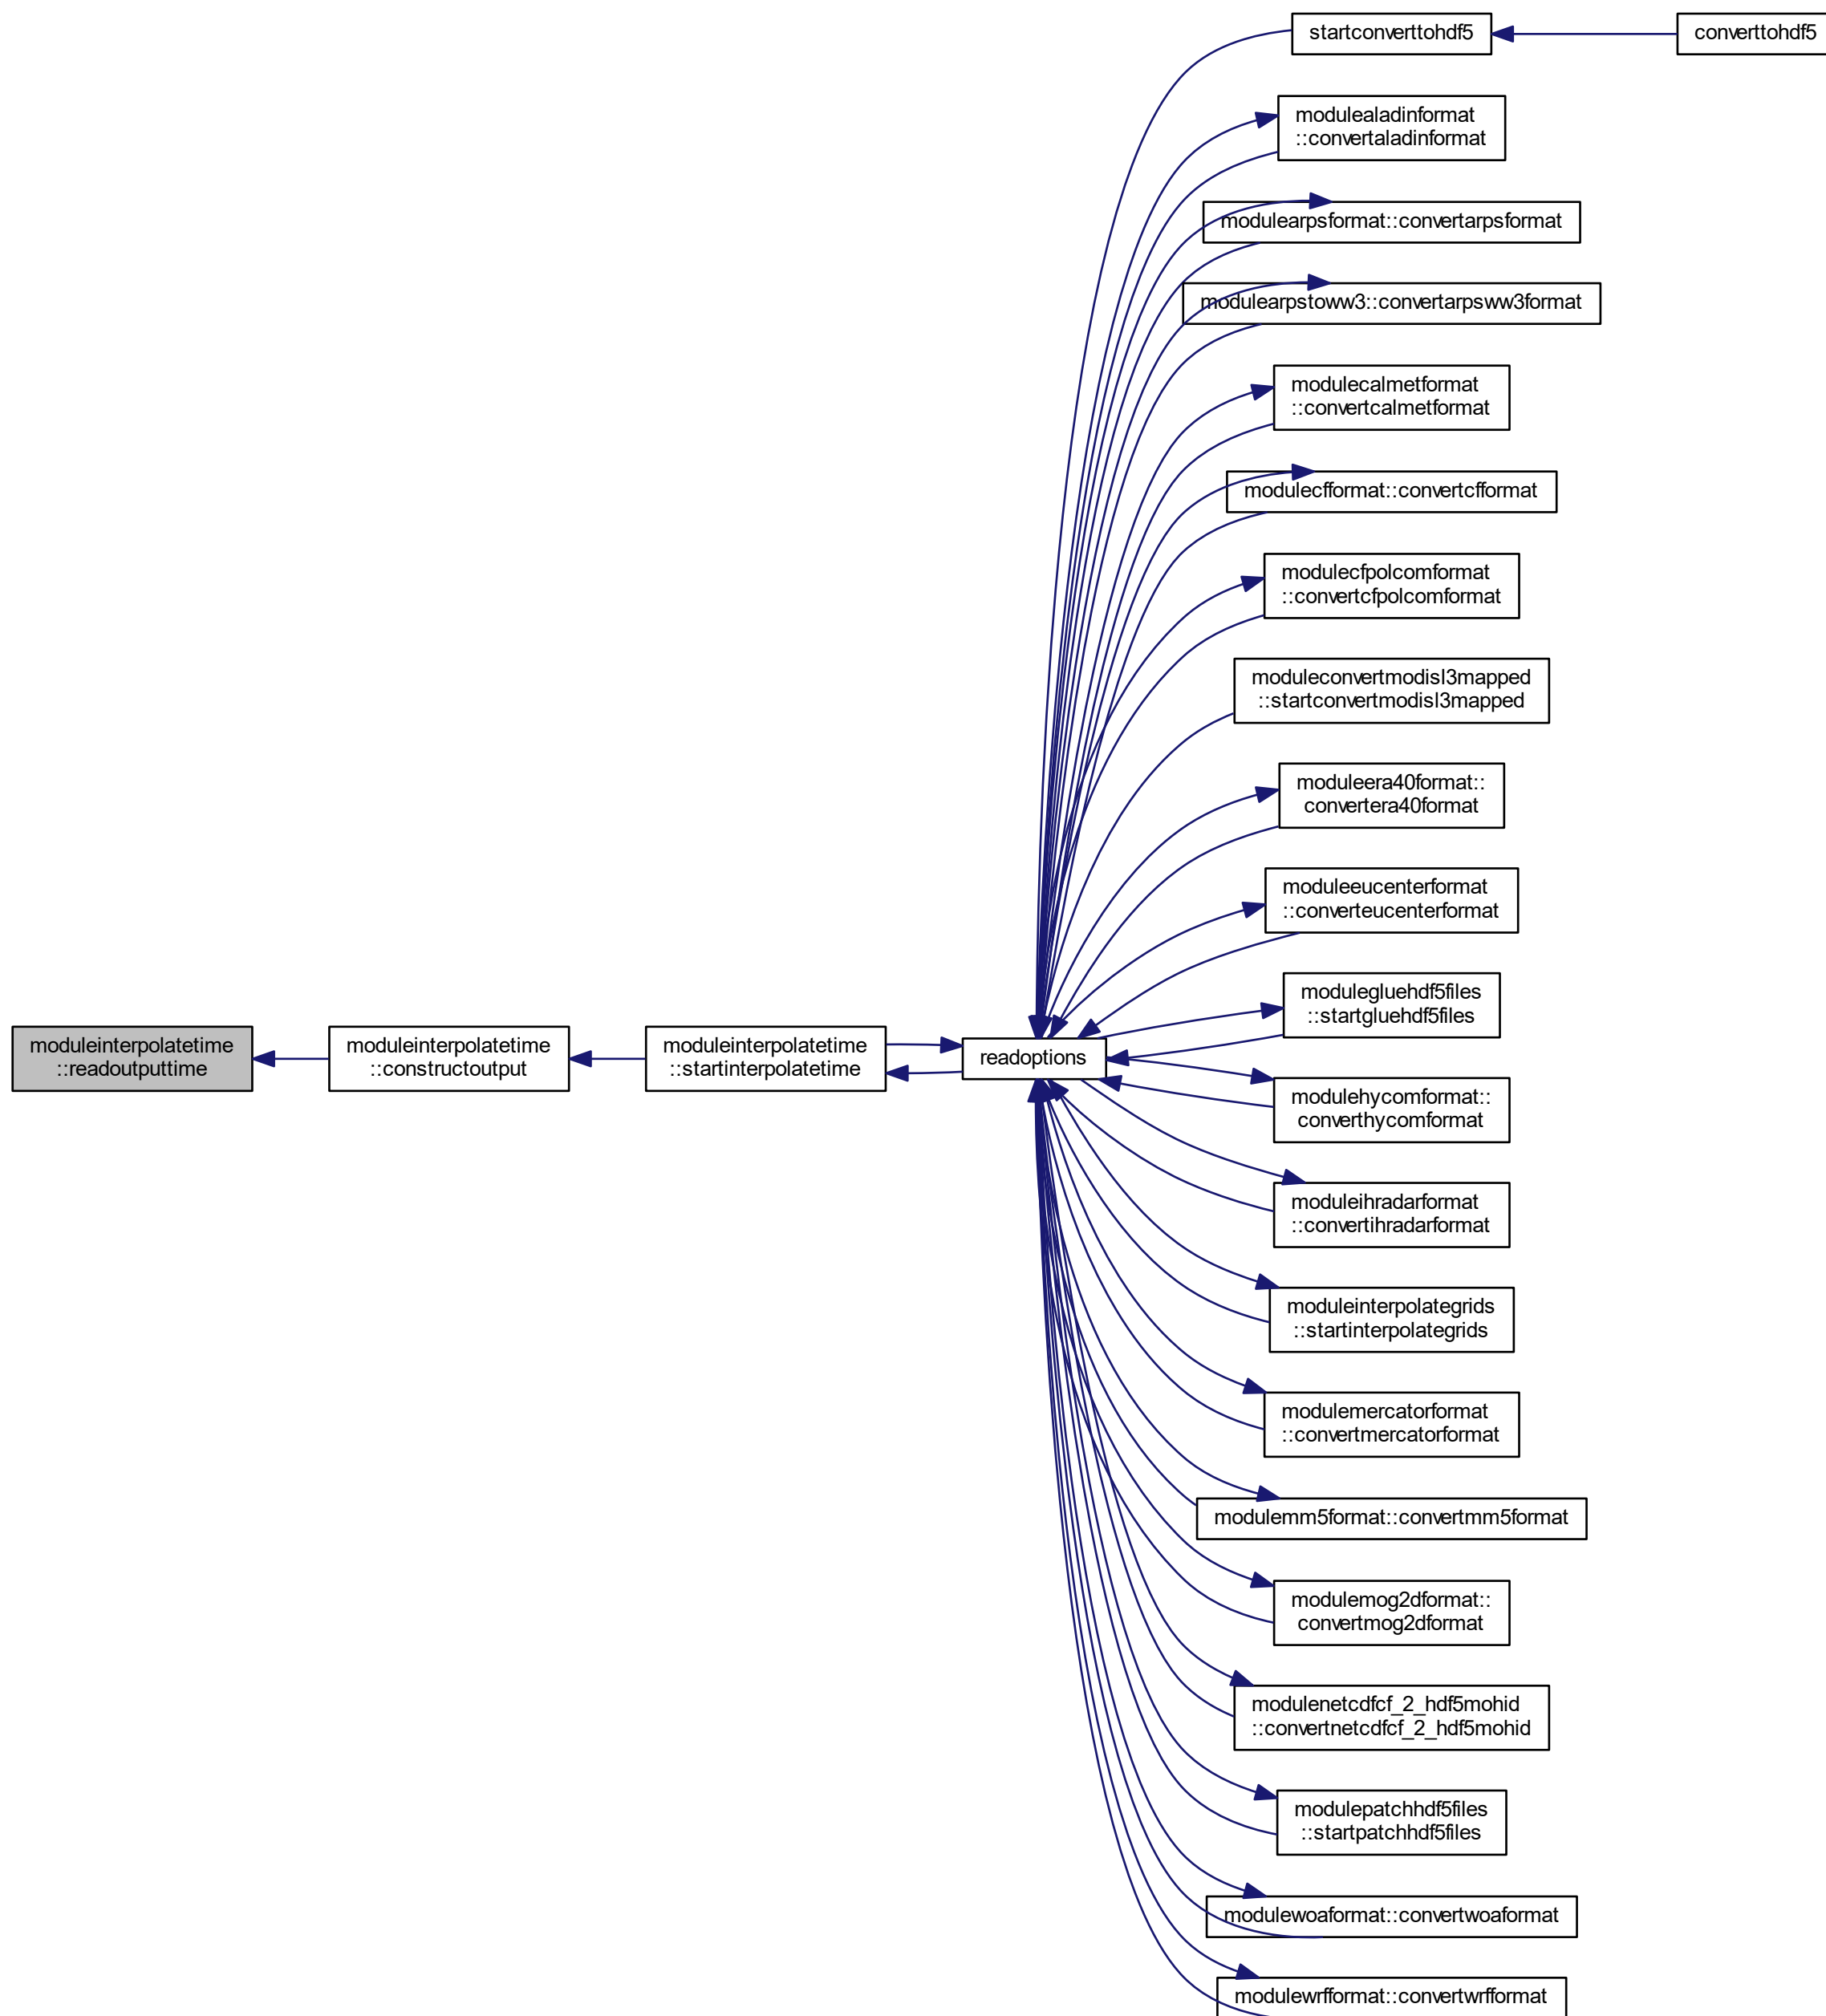 startconverttohdf5
converttohdf5
modulealadinformat
::convertaladinformat
modulearpsformat::convertarpsformat
modulearpstoww3::convertarpsww3format
modulecalmetformat
::convertcalmetformat
modulecfformat::convertcfformat
modulecfpolcomformat
::convertcfpolcomformat
moduleconvertmodisl3mapped
::startconvertmodisl3mapped
moduleera40format::
convertera40format
moduleeucenterformat
::converteucenterformat
modulegluehdf5files
::startgluehdf5files
moduleinterpolatetime
::readoutputtime
moduleinterpolatetime
::constructoutput
moduleinterpolatetime
::startinterpolatetime
readoptions
modulehycomformat::
converthycomformat
moduleihradarformat
::convertihradarformat
moduleinterpolategrids
::startinterpolategrids
modulemercatorformat
::convertmercatorformat
modulemm5format::convertmm5format
modulemog2dformat::
convertmog2dformat
modulenetcdfcf_2_hdf5mohid
::convertnetcdfcf_2_hdf5mohid
modulepatchhdf5files
::startpatchhdf5files
modulewoaformat::convertwoaformat
modulewrfformat::convertwrfformat